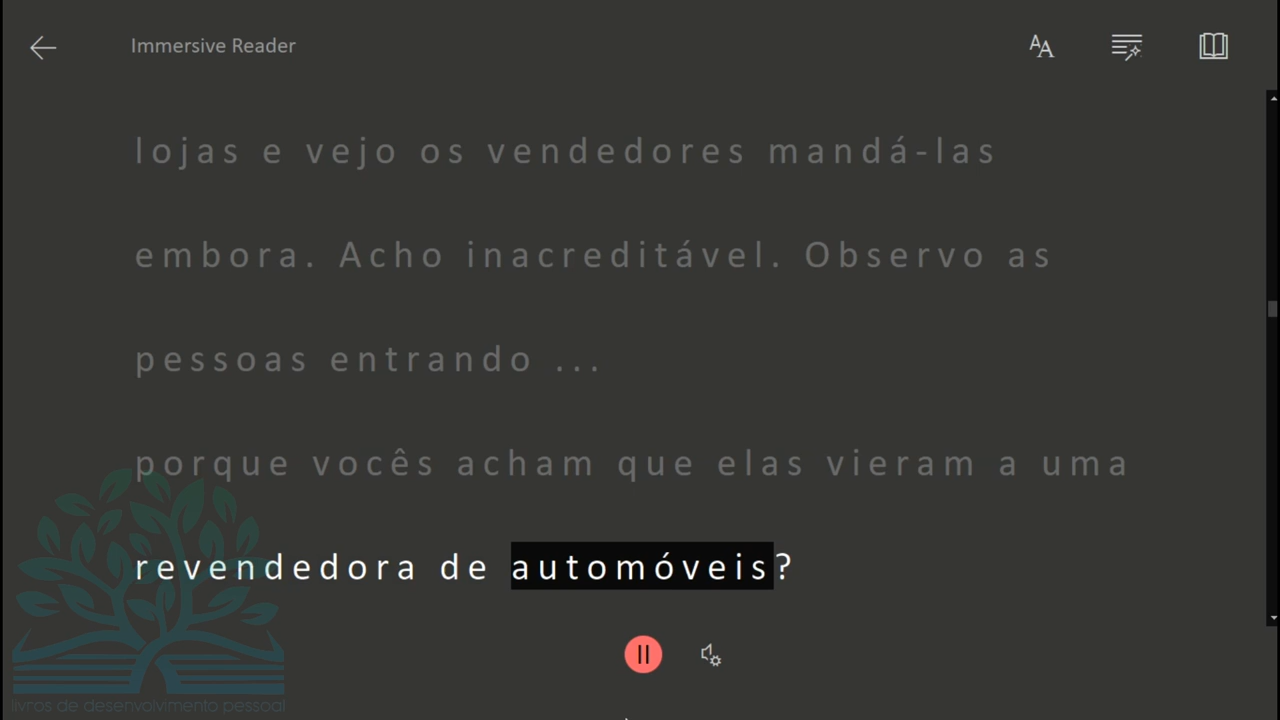 Immersive Reader
lojas e vejo os vendedores mandá-las
embora. Acho inacreditável. Observo as
pessoas entrando ...
porque vocês acham que elas vieram a uma
revendedora de automóveis?
livros de desenvolvimento pessoal